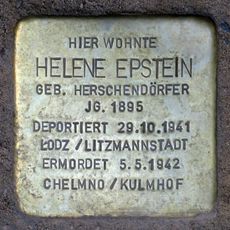 HIER WOHNTE
HELENE EPSTEIN
GEB. HERSCHENDÖRFER
JG. 1895
DEPORTIERT 29.10.1941
ŁODZ / LITZMANNSTADT
ERMORDET 5.5.1942
CHELMNO / KULMHOF